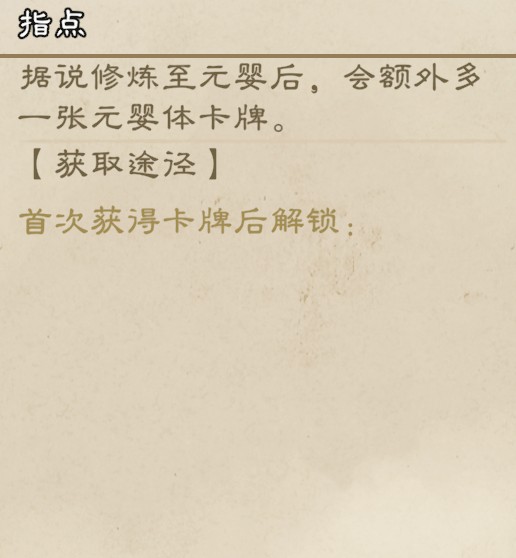 指点
据说修炼至元婴后，会额外多
一张元婴体卡牌。
【获取途径】
首次获得卡牌后解锁：